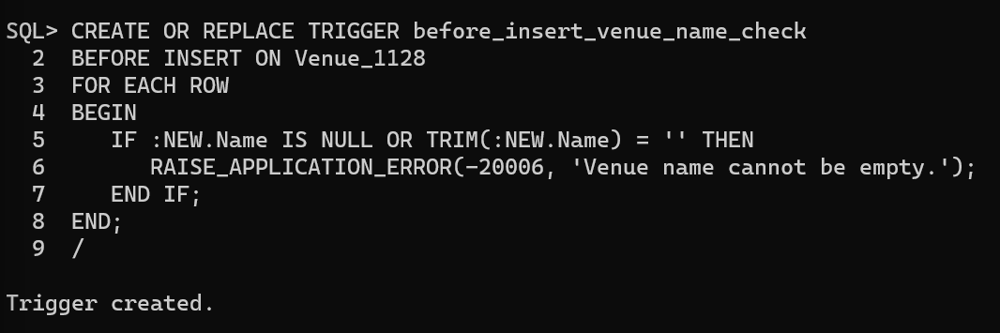 SQL> CREATE OR REPLACE TRIGGER before_insert_venue_name_check
  2  BEFORE INSERT ON Venue_1128
  3  FOR EACH ROW
  4  BEGIN
  5     IF :NEW.Name IS NULL OR TRIM(:NEW.Name) = '' THEN
  6        RAISE_APPLICATION_ERROR(-20006, 'Venue name cannot be empty.');
  7     END IF;
  8  END;
  9  /
Trigger created.